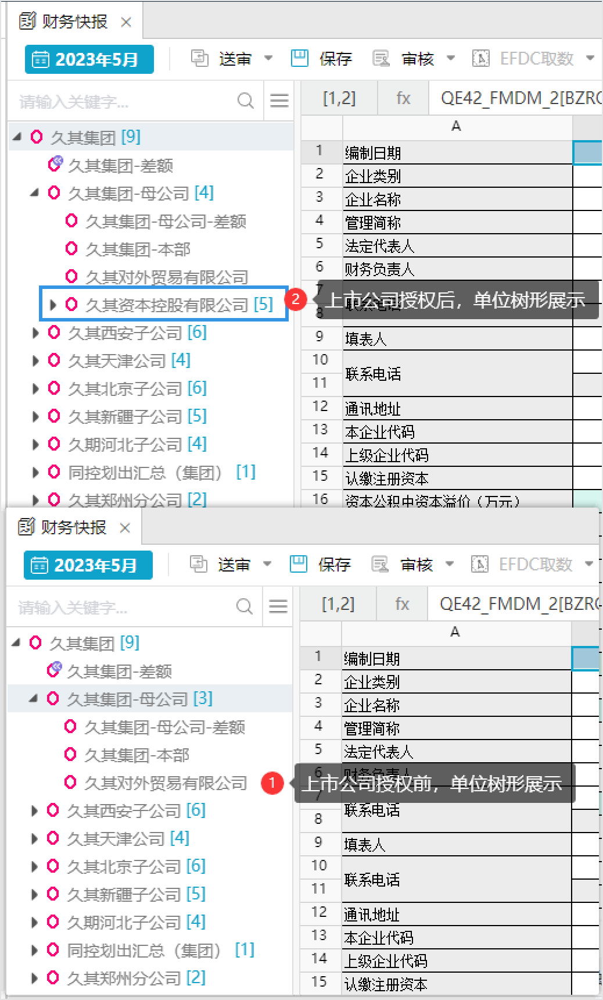 财务快报 ×
2023年5月 送审 保存 审核 EFDC取数
请输入关键字... [1,2] fx QE42_FMDM_2[BZRQ
A
久其集团 [9]
久其集团-差额
久其集团-母公司 [4]
久其集团-母公司-差额
久其集团-本部
久其对外贸易有限公司
久其资本控股有限公司 [5]
久其西安子公司 [6]
久其天津公司 [4]
久其北京子公司 [6]
久其新疆子公司 [5]
久期河北子公司 [4]
同控划出汇总（集团） [1]
久其郑州分公司 [2]
1 编制日期
2 企业类别
3 企业名称
4 管理简称
5 法定代表人
6 财务负责人
7 联系电话
8
2 上市公司授权后，单位树形展示
9 填表人
10 联系电话
11
12 通讯地址
13 本企业代码
14 上级企业代码
15 认缴注册资本
16 资本公积中资本溢价（万元）
财务快报 ×
2023年5月 送审 保存 审核 EFDC取数
请输入关键字... [1,2] fx QE42_FMDM_2[BZRQ
A
久其集团 [9]
久其集团-差额
久其集团-母公司 [3]
久其集团-母公司-差额
久其集团-本部
久其对外贸易有限公司
久其西安子公司 [6]
久其天津公司 [4]
久其北京子公司 [6]
久其新疆子公司 [5]
久期河北子公司 [4]
同控划出汇总（集团） [1]
久其郑州分公司 [2]
1 编制日期
2 企业类别
3 企业名称
4 管理简称
5 法定代表人
6 财务负责人
1 上市公司授权前，单位树形展示
7 联系电话
8
9 填表人
10 联系电话
11
12 通讯地址
13 本企业代码
14 上级企业代码
15 认缴注册资本